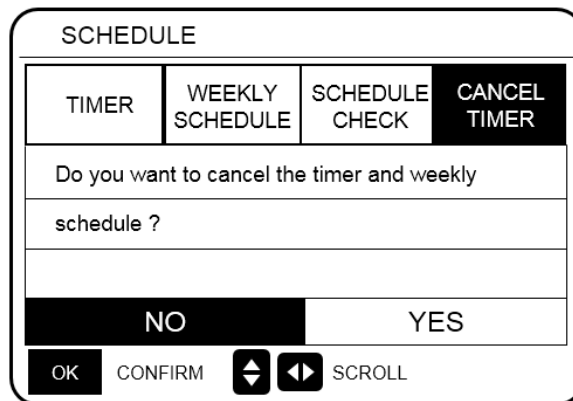 SCHEDULE
TIMER
WEEKLY
SCHEDULE
SCHEDULE
CHECK
CANCEL
TIMER
Do you want to cancel the timer and weekly
schedule ?
NO YES
OK CONFIRM SCROLL